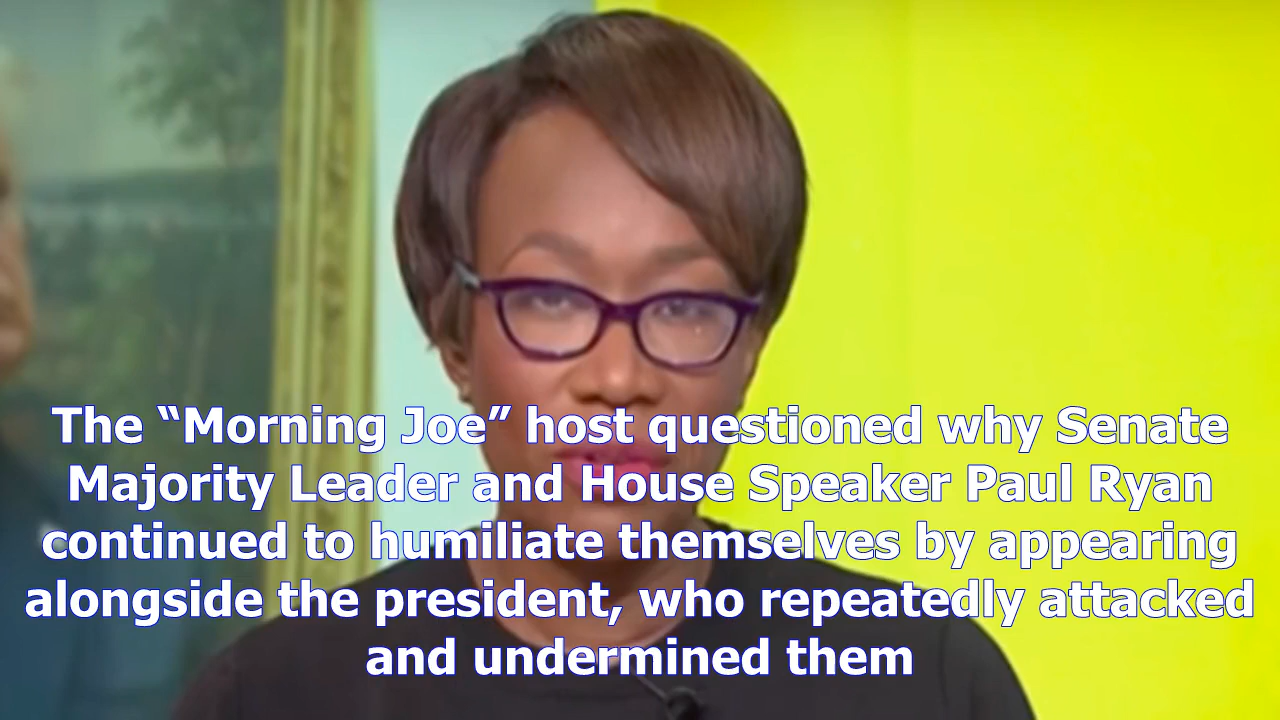 The “Morning Joe” host questioned why Senate
Majority Leader and House Speaker Paul Ryan
continued to humiliate themselves by appearing
alongside the president, who repeatedly attacked
and undermined them